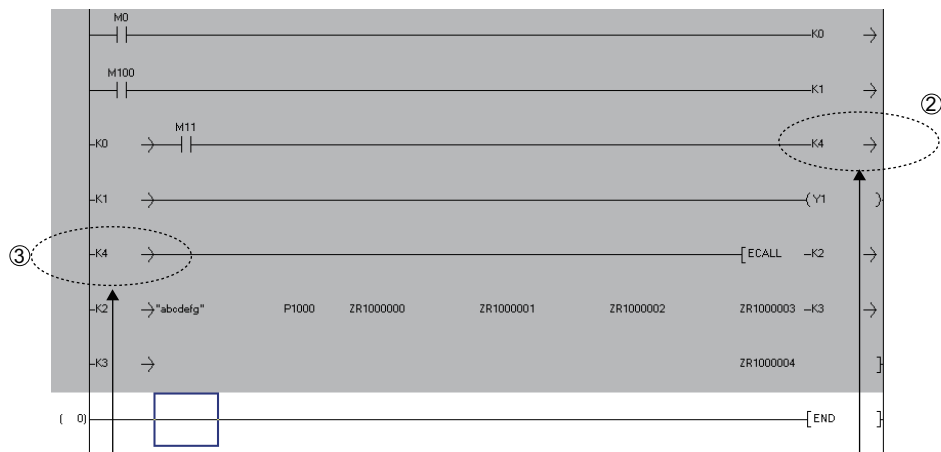 M0
K0
M100
K1
②
M11
K0 K4
K1 Y1
③
K4 ECALL K2
K2 "abcdefg" P1000 ZR1000000 ZR1000001 ZR1000002 ZR1000003 K3
K3 ZR1000004
( 0) END